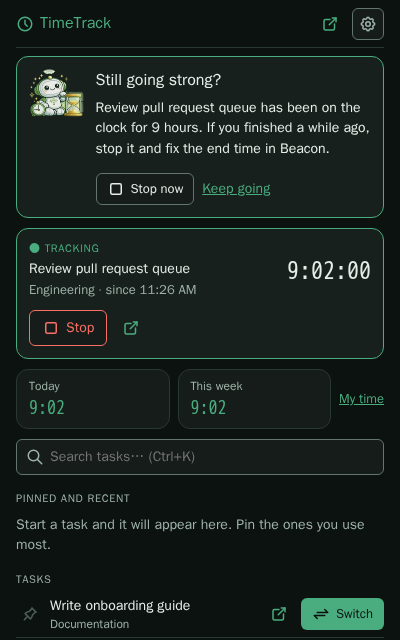 TimeTrack
Still going strong?
Review pull request queue has been on the
clock for 9 hours. If you finished a while ago,
stop it and fix the end time in Beacon.
Stop now
Keep going
TRACKING
Review pull request queue
9:02:00
Engineering · since 11:26 AM
Stop
Today
9:02
This week
9:02
My time
Search tasks··· (Ctrl+K)
PINNED AND RECENT
Start a task and it will appear here. Pin the ones you use
most.
TASKS
Write onboarding guide
Documentation
Switch